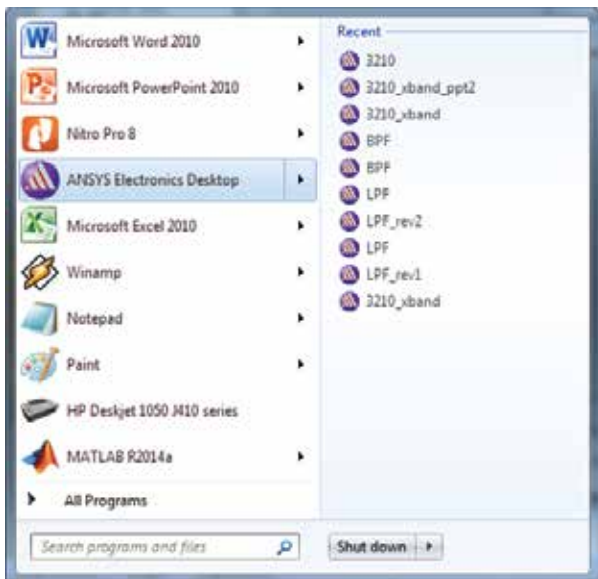 Microsoft Word 2010
Microsoft PowerPoint 2010
Nitro Pro 8
ANSYS Electronics Desktop
Microsoft Excel 2010
Winamp
Notepad
Paint
HP Deskjet 1050 J410 series
MATLAB R2014a
All Programs
Search programs and files
Recent
3210
3210_xband_ppt2
3210_xband
BPF
BPF
LPF
LPF_rev2
LPF
LPF_rev1
3210_xband
Shut down